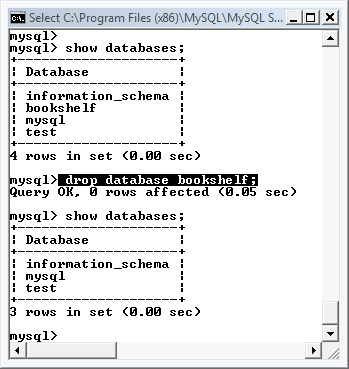 Select C:\Program Files (x86)\MySQL\MySQL S...
mysql>
mysql> show databases;
+--------------------+
| Database           |
+--------------------+
| information_schema |
| bookshelf          |
| mysql              |
| test               |
+--------------------+
4 rows in set (0.00 sec)
mysql> drop database bookshelf;
Query OK, 0 rows affected (0.05 sec)
mysql> show databases;
+--------------------+
| Database           |
+--------------------+
| information_schema |
| mysql              |
| test               |
+--------------------+
3 rows in set (0.00 sec)
mysql>